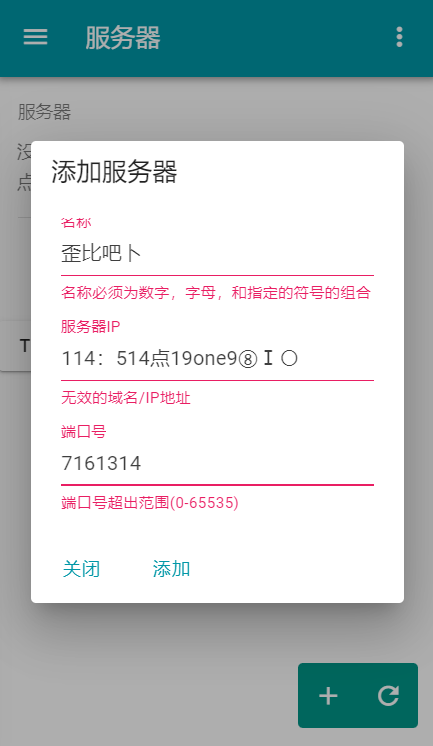 服务器
服务器
没
点
添加服务器
名称
歪比吧卜
名称必须为数字，字母，和指定的符号的组合
服务器IP
114：514点19one9⑧Ⅰ〇
无效的域名/IP地址
端口号
7161314
端口号超出范围(0-65535)
T
关闭
添加